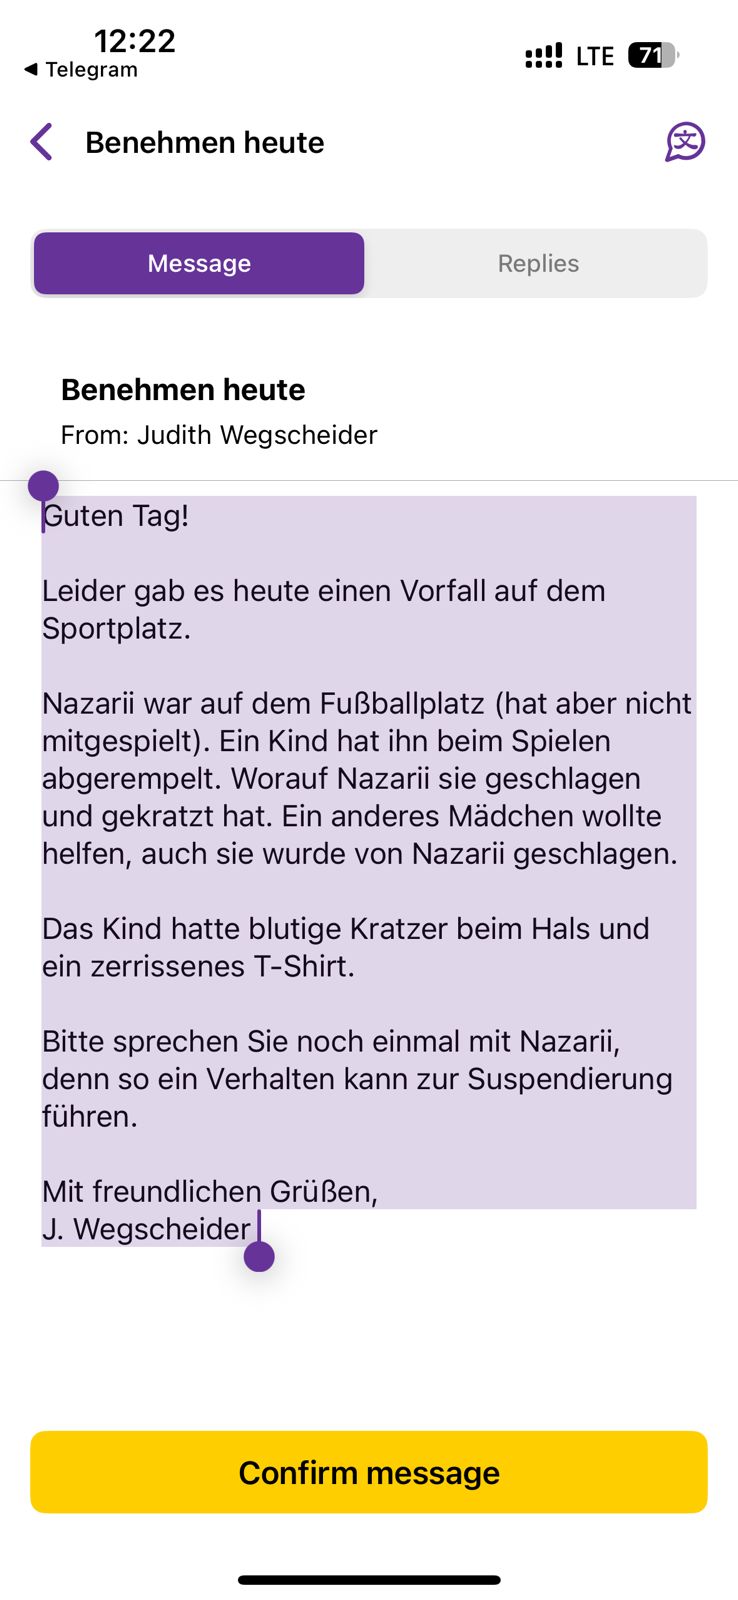 12:22
Telegram
LTE
71
Benehmen heute
文
Message
Replies
Benehmen heute
From: Judith Wegscheider
Guten Tag!
Leider gab es heute einen Vorfall auf dem
Sportplatz.
Nazarii war auf dem Fußballplatz (hat aber nicht
mitgespielt). Ein Kind hat ihn beim Spielen
abgerempelt. Worauf Nazarii sie geschlagen
und gekratzt hat. Ein anderes Mädchen wollte
helfen, auch sie wurde von Nazarii geschlagen.
Das Kind hatte blutige Kratzer beim Hals und
ein zerrissenes T-Shirt.
Bitte sprechen Sie noch einmal mit Nazarii,
denn so ein Verhalten kann zur Suspendierung
führen.
Mit freundlichen Grüßen,
J. Wegscheider
Confirm message